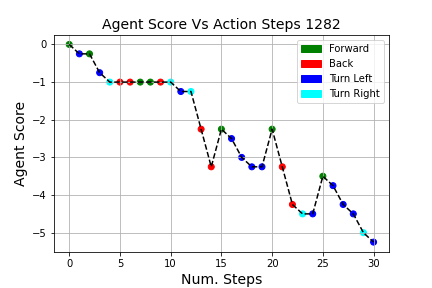 Agent Score Vs Action Steps 1282
Agent Score
0
−1
−2
−3
−4
−5
Forward
Back
Turn Left
Turn Right
0 5 10 15 20 25 30
Num. Steps